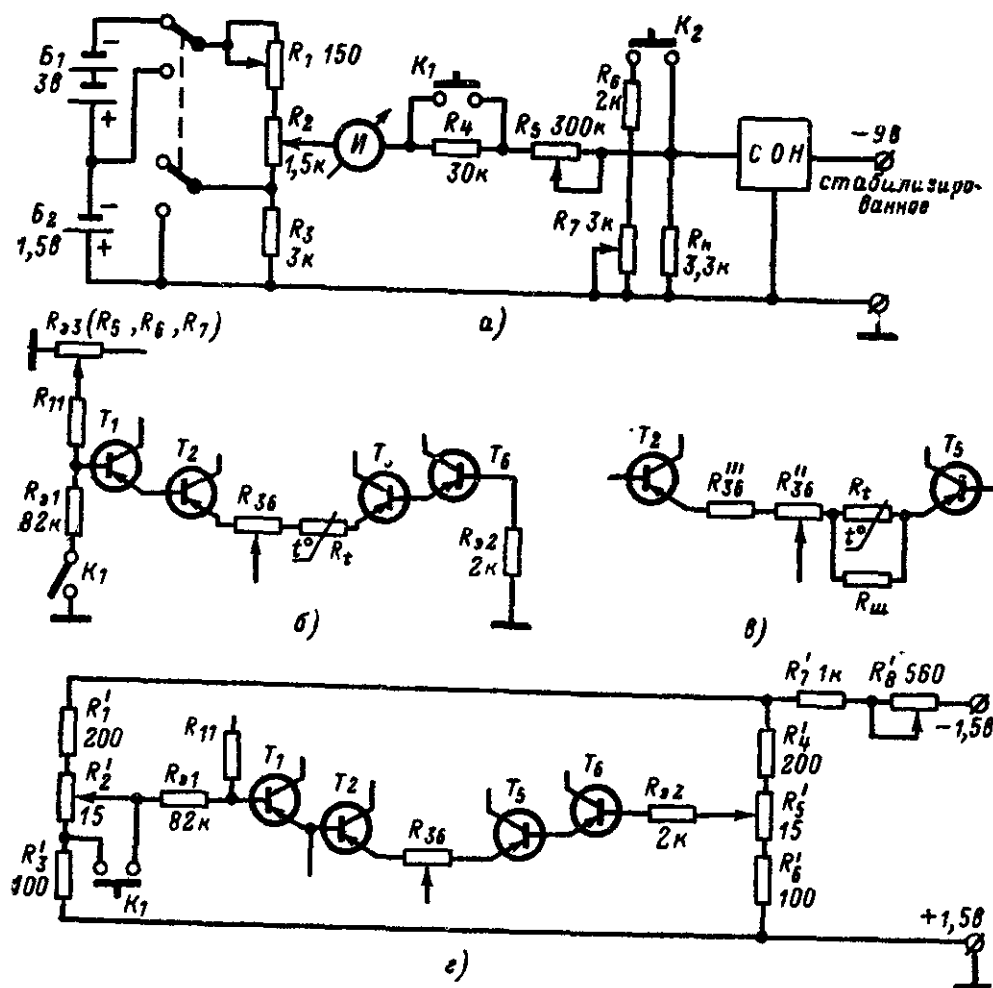 Б₁
3в
−
+
Б₂
1,5в
−
+
R₁ 150
R₂
1,5к
R₃
3к
И
К₁
R₄
30к
R₅ 300к
К₂
R₆
2к
R₇ 3к
Rн
3,3к
СОН
−9в
стабилизиро-
ванное
а)
Rэ3 (R₅, R₆, R₇)
R₁₁
Rэ1
82к
К₁
T₁
T₂
R₃₆
t°
Rt
T₆
Rэ2
2к
б)
T₂
R‴₃₆
R″₃₆
Rt
t°
Rш
T₅
в)
R′₁
200
R′₂
15
R′₃
100
К₁
Rэ1
82к
R₁₁
T₁
T₂
R₃₆
T₅
T₆
Rэ2
2к
R′₄
200
R′₅
15
R′₆
100
R′₇ 1к
R′₈ 560
−1,5в
+1,5в
г)